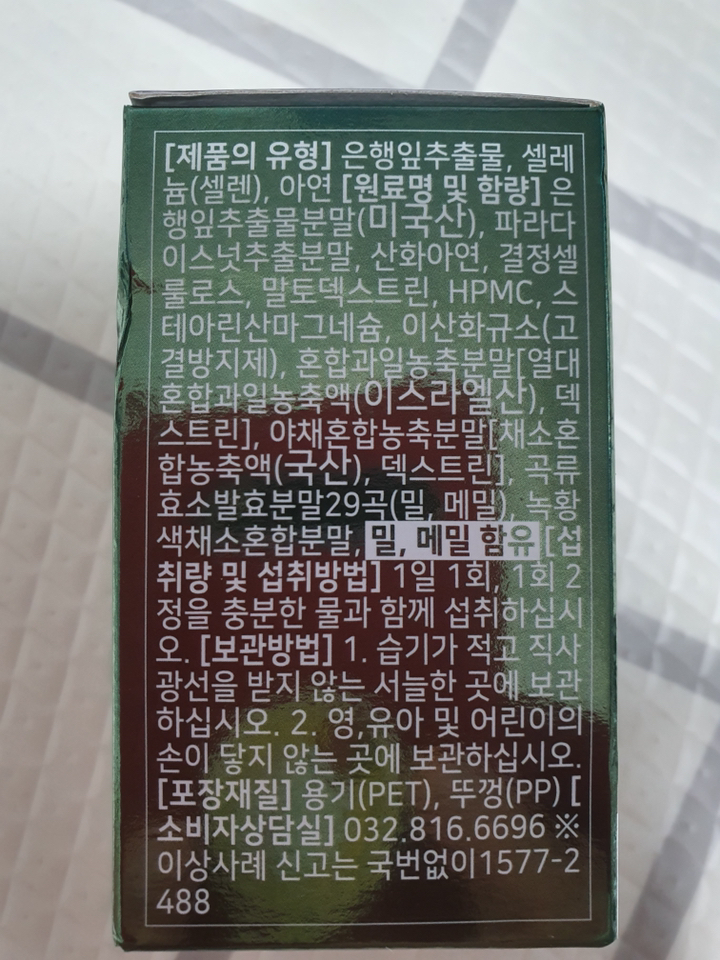 [제품의 유형] 은행잎추출물, 셀레
늄(셀렌), 아연 [원료명 및 함량] 은
행잎추출물분말(미국산), 파라다
이스넛추출분말, 산화아연, 결정셀
룰로스, 말토덱스트린, HPMC, 스
테아린산마그네슘, 이산화규소(고
결방지제), 혼합과일농축분말[열대
혼합과일농축액(이스라엘산), 덱
스트린], 야채혼합농축분말[채소혼
합농축액(국산), 덱스트린], 곡류
효소발효분말29곡(밀, 메밀), 녹황
색채소혼합분말, 밀, 메밀 함유 [섭
취량 및 섭취방법] 1일 1회, 1회 2
정을 충분한 물과 함께 섭취하십시
오. [보관방법] 1. 습기가 적고 직사
광선을 받지 않는 서늘한 곳에 보관
하십시오. 2. 영,유아 및 어린이의
손이 닿지 않는 곳에 보관하십시오.
[포장재질] 용기(PET), 뚜껑(PP) [
소비자상담실] 032.816.6696 ※
이상사례 신고는 국번없이1577-2
488